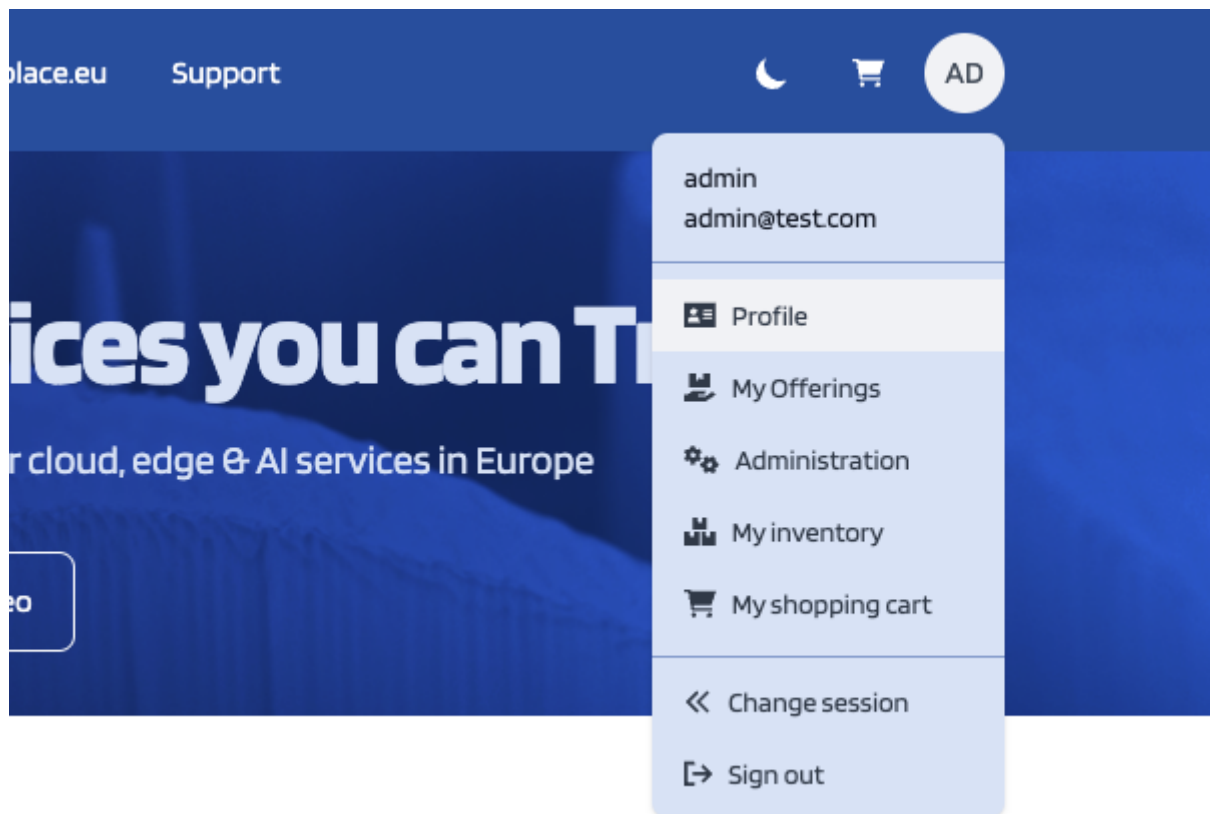 place.eu
Support
AD
admin
admin@test.com
ices you can
r cloud, edge & AI services in Europe
Profile
My Offerings
Administration
My inventory
My shopping cart
Change session
Sign out